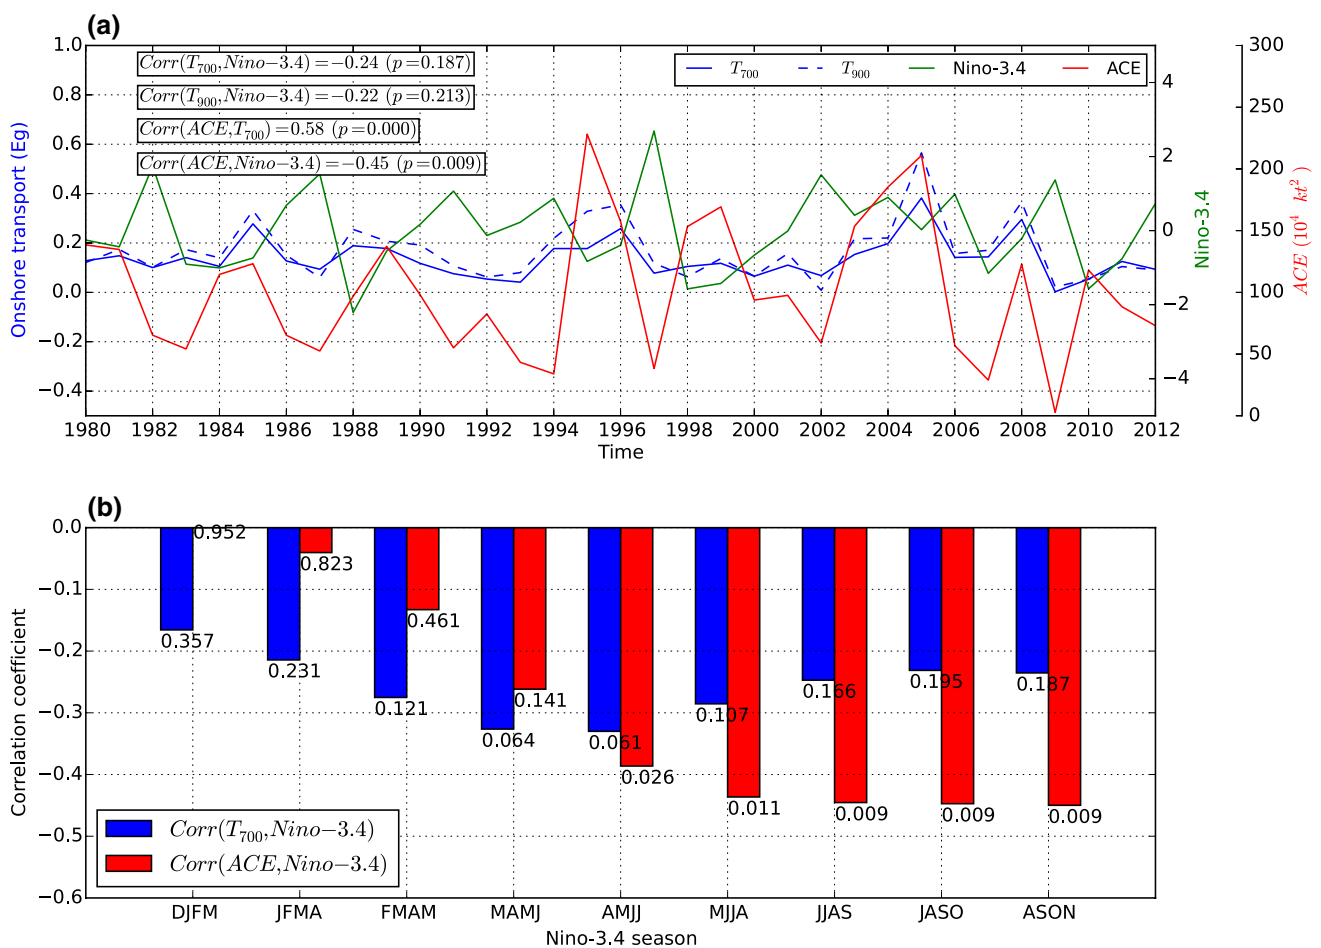 (a)
Corr(T700,Nino−3.4)=−0.24 (p=0.187)
Corr(T900,Nino−3.4)=−0.22 (p=0.213)
Corr(ACE,T700)=0.58 (p=0.000)
Corr(ACE,Nino−3.4)=−0.45 (p=0.009)
T700 T900 Nino-3.4 ACE
Onshore transport (Eg)
1.0
0.8
0.6
0.4
0.2
0.0
−0.2
−0.4
4
2
0
−2
−4
Nino-3.4
300
250
200
150
100
50
0
ACE (10^4 kt^2)
1980 1982 1984 1986 1988 1990 1992 1994 1996 1998 2000 2002 2004 2006 2008 2010 2012
Time
(b)
Correlation coefficient
0.0
−0.1
−0.2
−0.3
−0.4
−0.5
−0.6
0.357 0.952
0.231 0.823
0.121 0.461
0.064 0.141
0.061 0.026
0.107 0.011
0.166 0.009
0.195 0.009
0.187 0.009
Corr(T700,Nino−3.4)
Corr(ACE,Nino−3.4)
DJFM JFMA FMAM MAMJ AMJJ MJJA JJAS JASO ASON
Nino-3.4 season